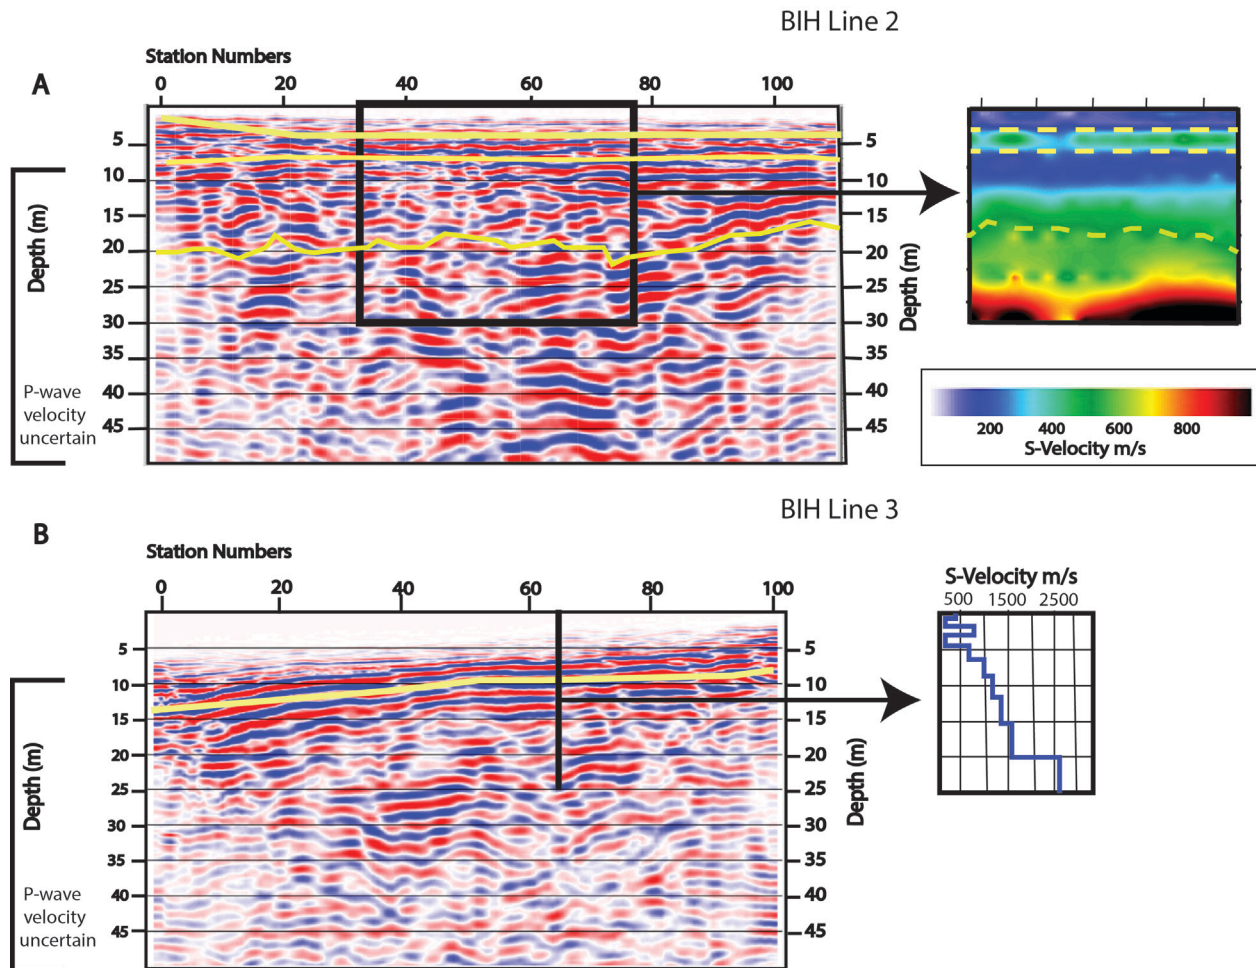 BIH Line 2
Station Numbers
A
0 20 40 60 80 100
5 5
10 10
15 15
20 20
25 25
30 30
35 35
40 40
45 45
Depth (m)
Depth (m)
P-wave
velocity
uncertain
200 400 600 800
S-Velocity m/s
BIH Line 3
B
Station Numbers
0 20 40 60 80 100
5 5
10 10
15 15
20 20
25 25
30 30
35 35
40 40
45 45
Depth (m)
Depth (m)
P-wave
velocity
uncertain
S-Velocity m/s
500 1500 2500